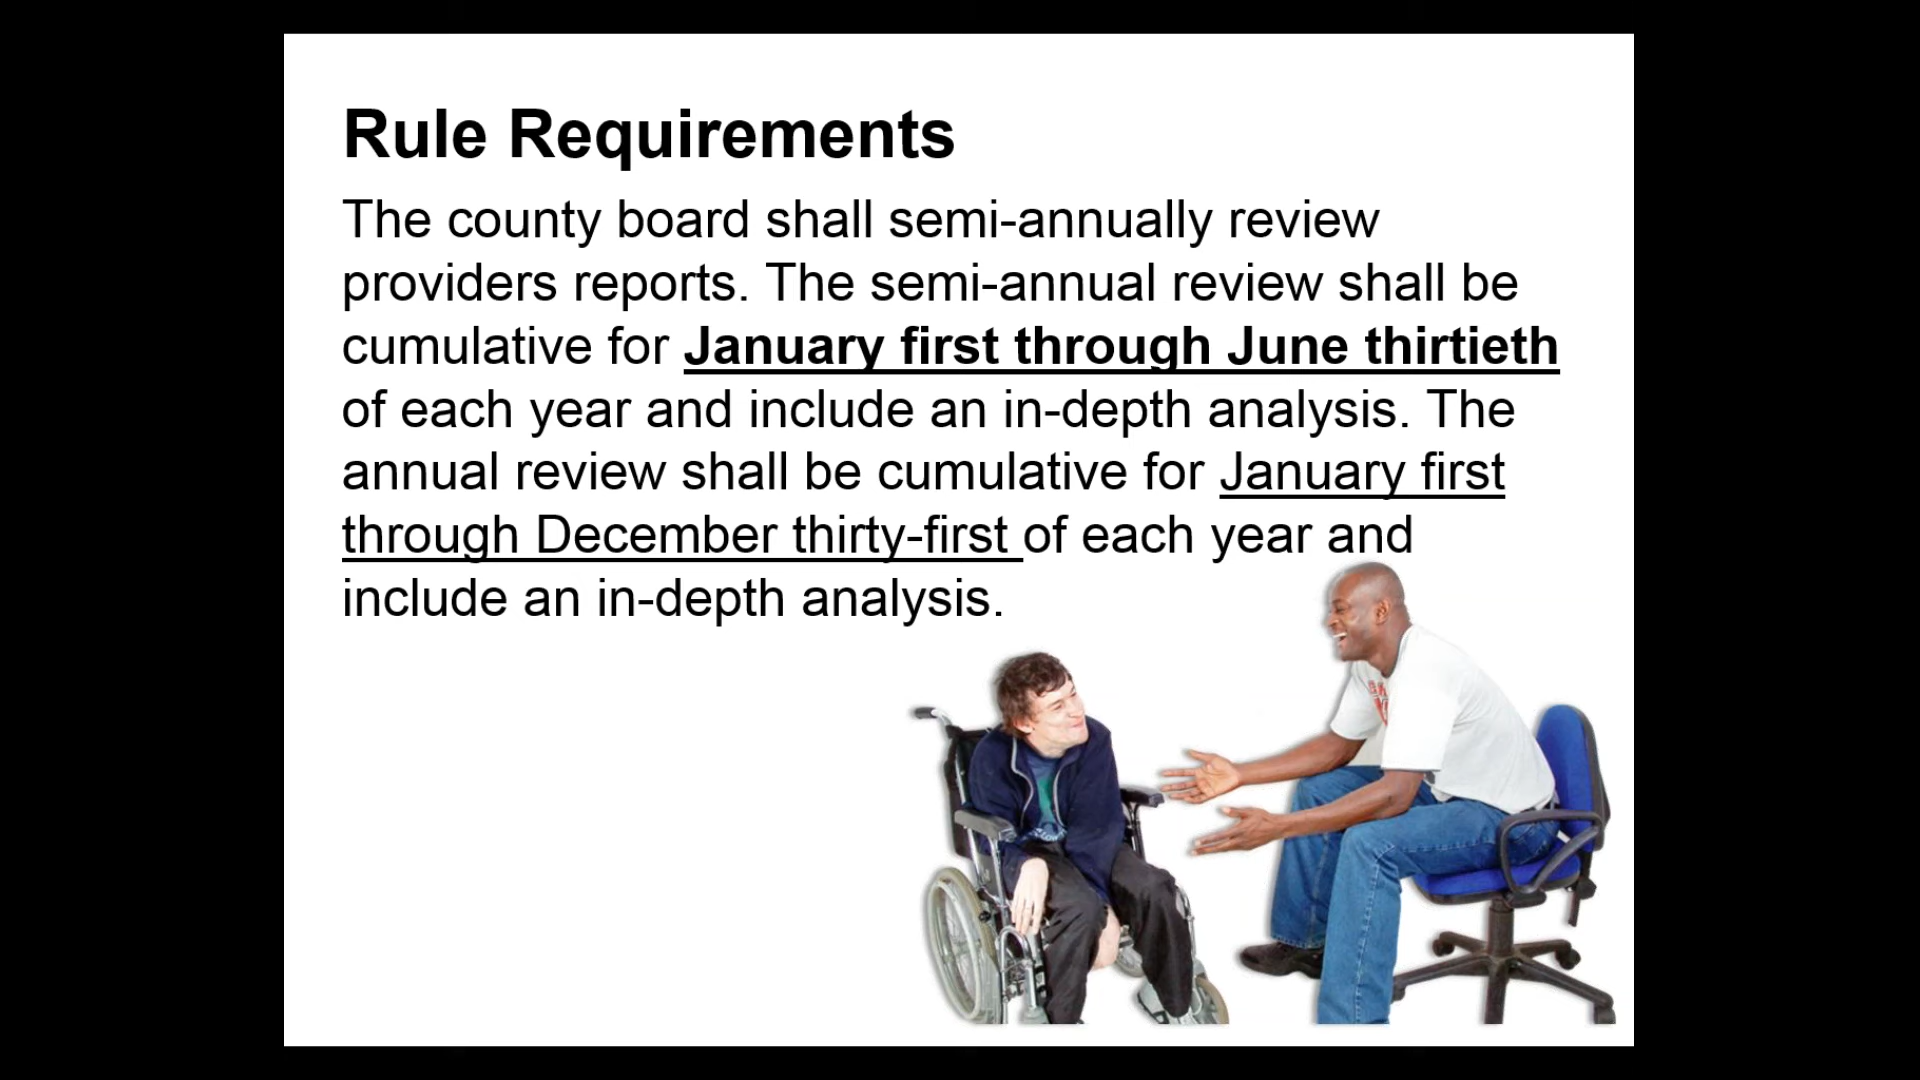 Rule Requirements
The county board shall semi-annually review
providers reports. The semi-annual review shall be
cumulative for January first through June thirtieth
of each year and include an in-depth analysis. The
annual review shall be cumulative for January first
through December thirty-first of each year and
include an in-depth analysis.